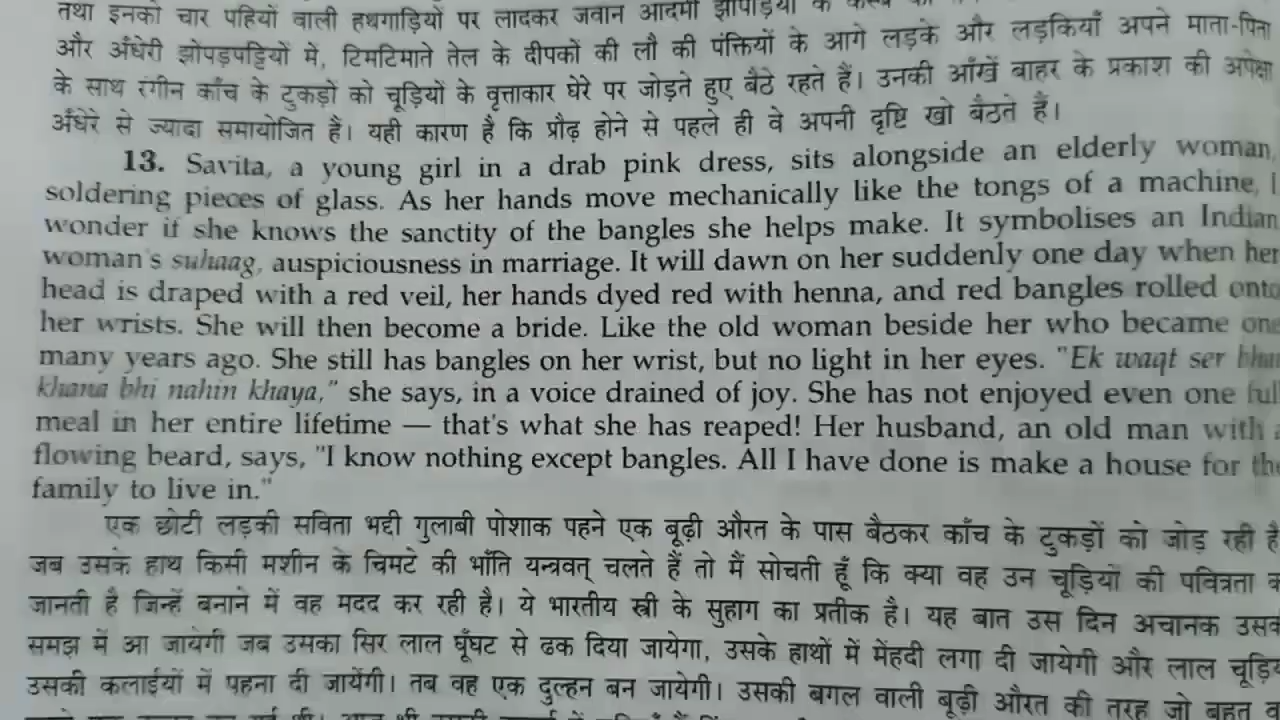 तथा इनको चार पहियों वाली हथगाड़ियों पर लादकर जवान आदमी
और अँधेरी झोंपड़पट्टियों में, टिमटिमाते तेल के दीपकों की लौ की पंक्तियों के आगे लड़के और लड़कियाँ अपने माता-पिता
के साथ रंगीन काँच के टुकड़ों को चूड़ियों के वृत्ताकार घेरे पर जोड़ते हुए बैठे रहते हैं। उनकी आँखें बाहर के प्रकाश की अपेक्षा
अँधेरे से ज्यादा समायोजित हैं। यही कारण है कि प्रौढ़ होने से पहले ही वे अपनी दृष्टि खो बैठते हैं।
13. Savita, a young girl in a drab pink dress, sits alongside an elderly woman,
soldering pieces of glass. As her hands move mechanically like the tongs of a machine, I
wonder if she knows the sanctity of the bangles she helps make. It symbolises an Indian
woman's suhaag, auspiciousness in marriage. It will dawn on her suddenly one day when her
head is draped with a red veil, her hands dyed red with henna, and red bangles rolled onto
her wrists. She will then become a bride. Like the old woman beside her who became one
many years ago. She still has bangles on her wrist, but no light in her eyes. "Ek waqt ser bhar
khana bhi nahin khaya," she says, in a voice drained of joy. She has not enjoyed even one full
meal in her entire lifetime — that's what she has reaped! Her husband, an old man with a
flowing beard, says, "I know nothing except bangles. All I have done is make a house for the
family to live in."
एक छोटी लड़की सविता भद्दी गुलाबी पोशाक पहने एक बूढ़ी औरत के पास बैठकर काँच के टुकड़ों को जोड़ रही है
जब उसके हाथ किसी मशीन के चिमटे की भाँति यन्त्रवत् चलते हैं तो मैं सोचती हूँ कि क्या वह उन चूड़ियों की पवित्रता
जानती है जिन्हें बनाने में वह मदद कर रही है। ये भारतीय स्त्री के सुहाग का प्रतीक है। यह बात उस दिन अचानक
समझ में आ जायेगी जब उसका सिर लाल घूँघट से ढक दिया जायेगा, उसके हाथों में मेंहदी लगा दी जायेगी और लाल
उसकी कलाईयों में पहना दी जायेंगी। तब वह एक दुल्हन बन जायेगी। उसकी बगल वाली बूढ़ी औरत की तरह जो बहुत